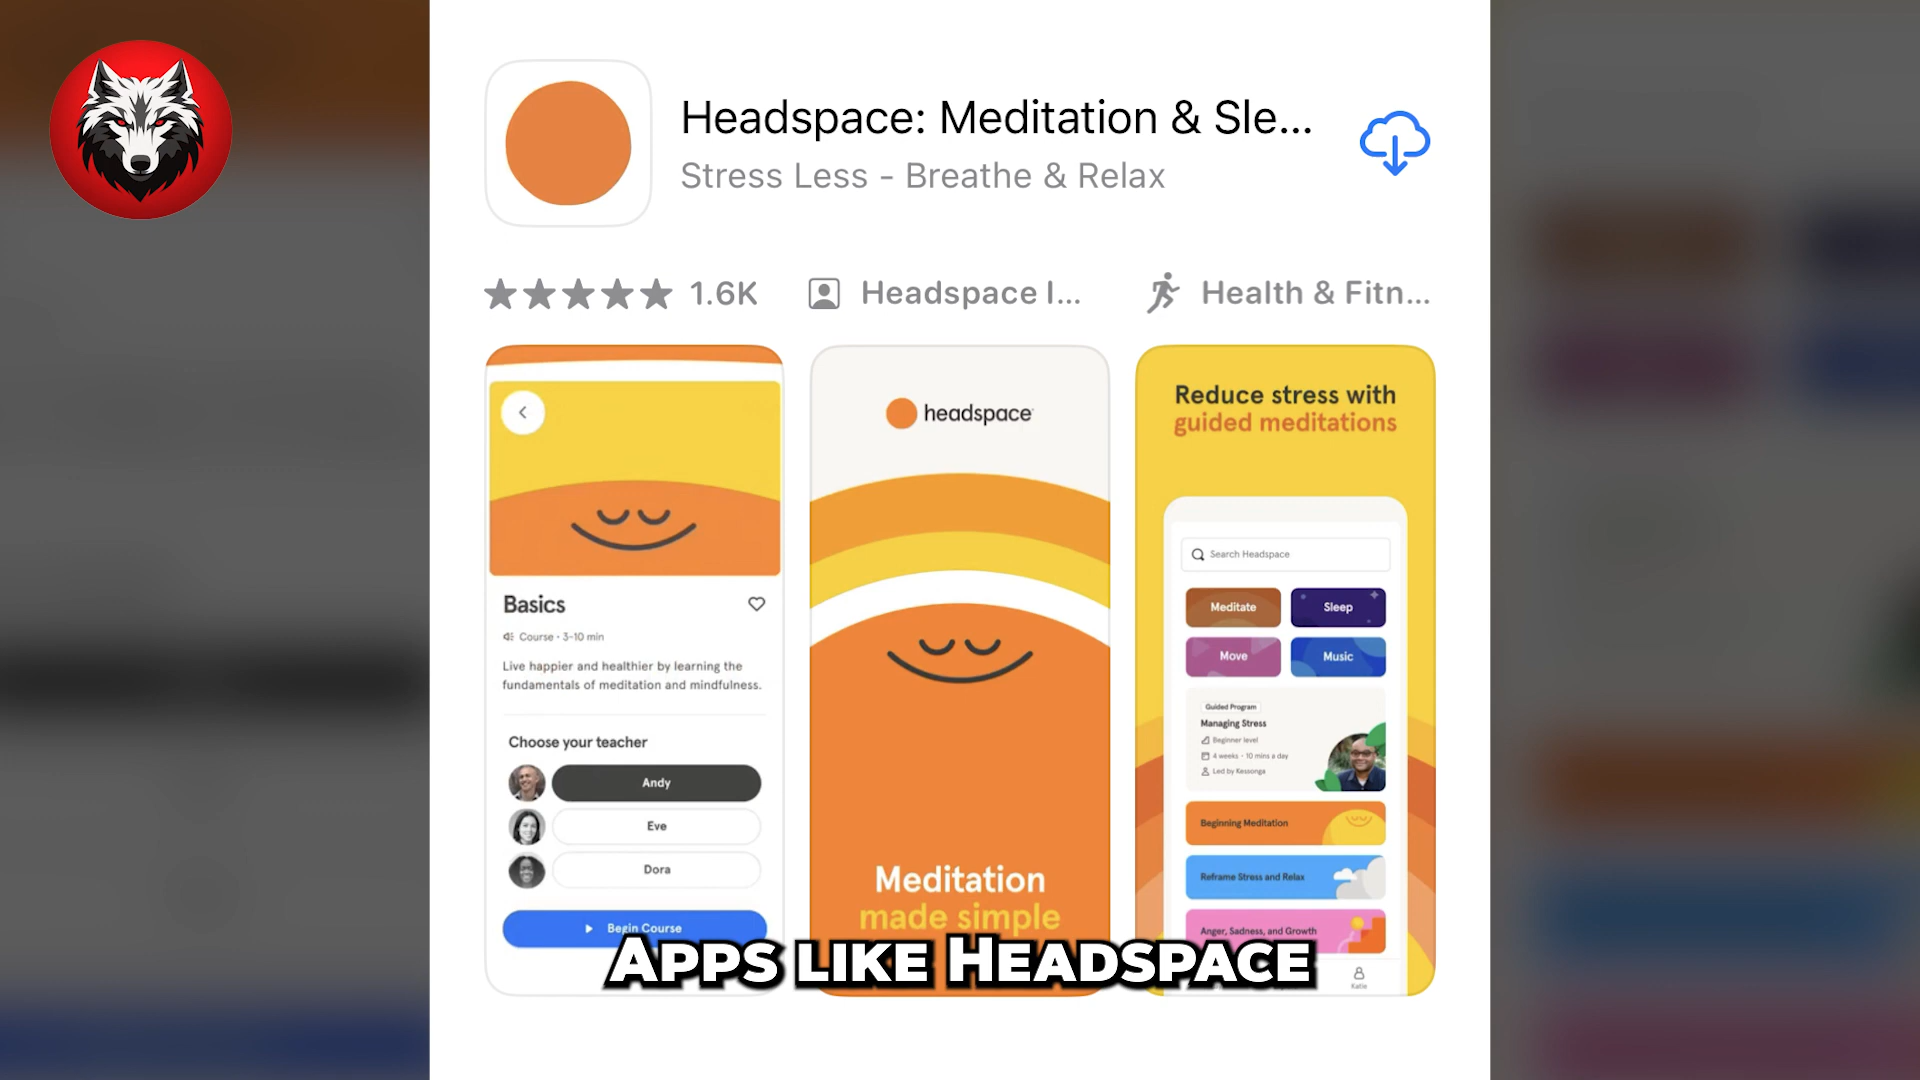 Headspace: Meditation & Sle...
Stress Less - Breathe & Relax
1.6K
Headspace I...
Health & Fitn...
Basics
Course • 3-10 min
Live happier and healthier by learning the
fundamentals of meditation and mindfulness.
Choose your teacher
Andy
Eve
Dora
Begin Course
headspace
Meditation
made simple
Reduce stress with
guided meditations
Search Headspace
Meditate
Sleep
Move
Music
Guided Program
Managing Stress
Beginner level
4 weeks - 10 mins a day
Led by Kessonga
Beginning Meditation
Reframe Stress and Relax
Anger, Sadness, and Growth
Katie
Apps like Headspace